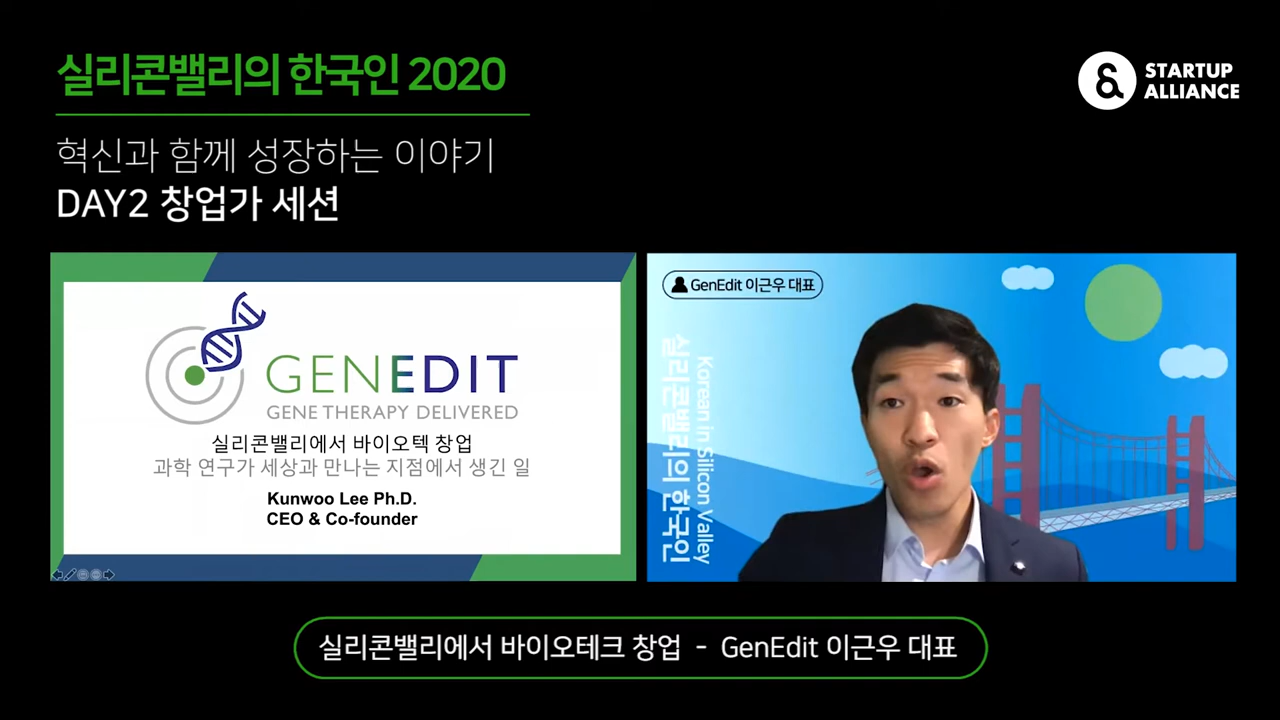 실리콘밸리의 한국인 2020
STARTUP
ALLIANCE
혁신과 함께 성장하는 이야기
DAY2 창업가 세션
GENEDIT
GENE THERAPY DELIVERED
실리콘밸리에서 바이오텍 창업
과학 연구가 세상과 만나는 지점에서 생긴 일
Kunwoo Lee Ph.D.
CEO & Co-founder
GenEdit 이근우 대표
Korean in Silicon Valley
실리콘밸리의 한국인
실리콘밸리에서 바이오테크 창업 - GenEdit 이근우 대표